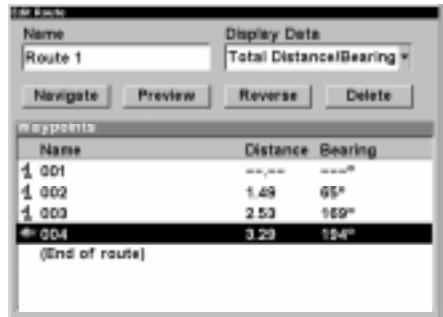 Edit Route
Name Display Data
Route 1 Total Distance/Bearing
Navigate Preview Reverse Delete
Waypoints
Name Distance Bearing
001 --.-- ---°
002 1.49 65°
003 2.53 169°
004 3.29 194°
(End of route)